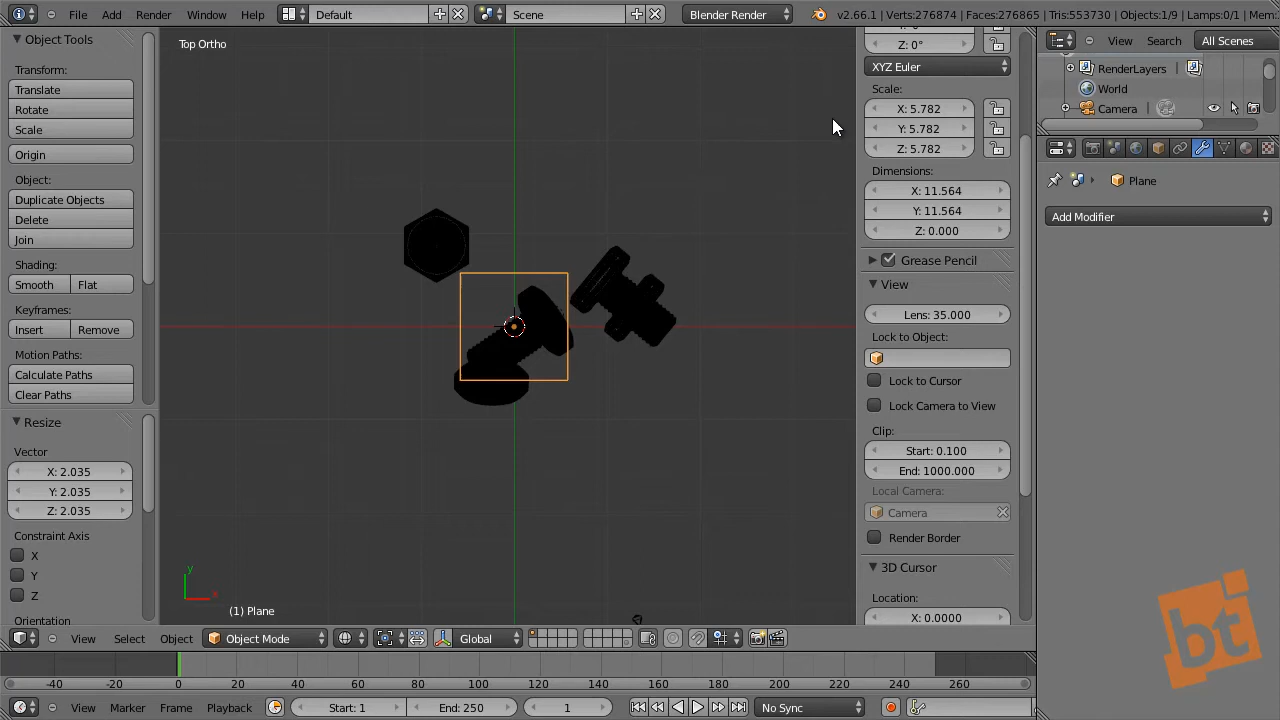 File Add Render Window Help Default Scene Blender Render v2.66.1 | Verts:276874 | Faces:276865 | Tris:553730 | Objects:1/9 | Lamps:0/1 | Mem:
Object Tools
Transform:
Translate
Rotate
Scale
Origin
Object:
Duplicate Objects
Delete
Join
Shading:
Smooth Flat
Keyframes:
Insert Remove
Motion Paths:
Calculate Paths
Clear Paths
Resize
Vector
X: 2.035
Y: 2.035
Z: 2.035
Constraint Axis
X
Y
Z
Orientation
Top Ortho
y
x
(1) Plane
Z: 0°
XYZ Euler
Scale:
X: 5.782
Y: 5.782
Z: 5.782
Dimensions:
X: 11.564
Y: 11.564
Z: 0.000
Grease Pencil
View
Lens: 35.000
Lock to Object:
Lock to Cursor
Lock Camera to View
Clip:
Start: 0.100
End: 1000.000
Local Camera:
Camera
Render Border
3D Cursor
Location:
X: 0.0000
View Search All Scenes
RenderLayers |
World
Camera |
Plane
Add Modifier
bt
View Select Object Object Mode Global
-40 -20 0 20 40 60 80 100 120 140 160 180 200 220 240 260
View Marker Frame Playback Start: 1 End: 250 1 No Sync